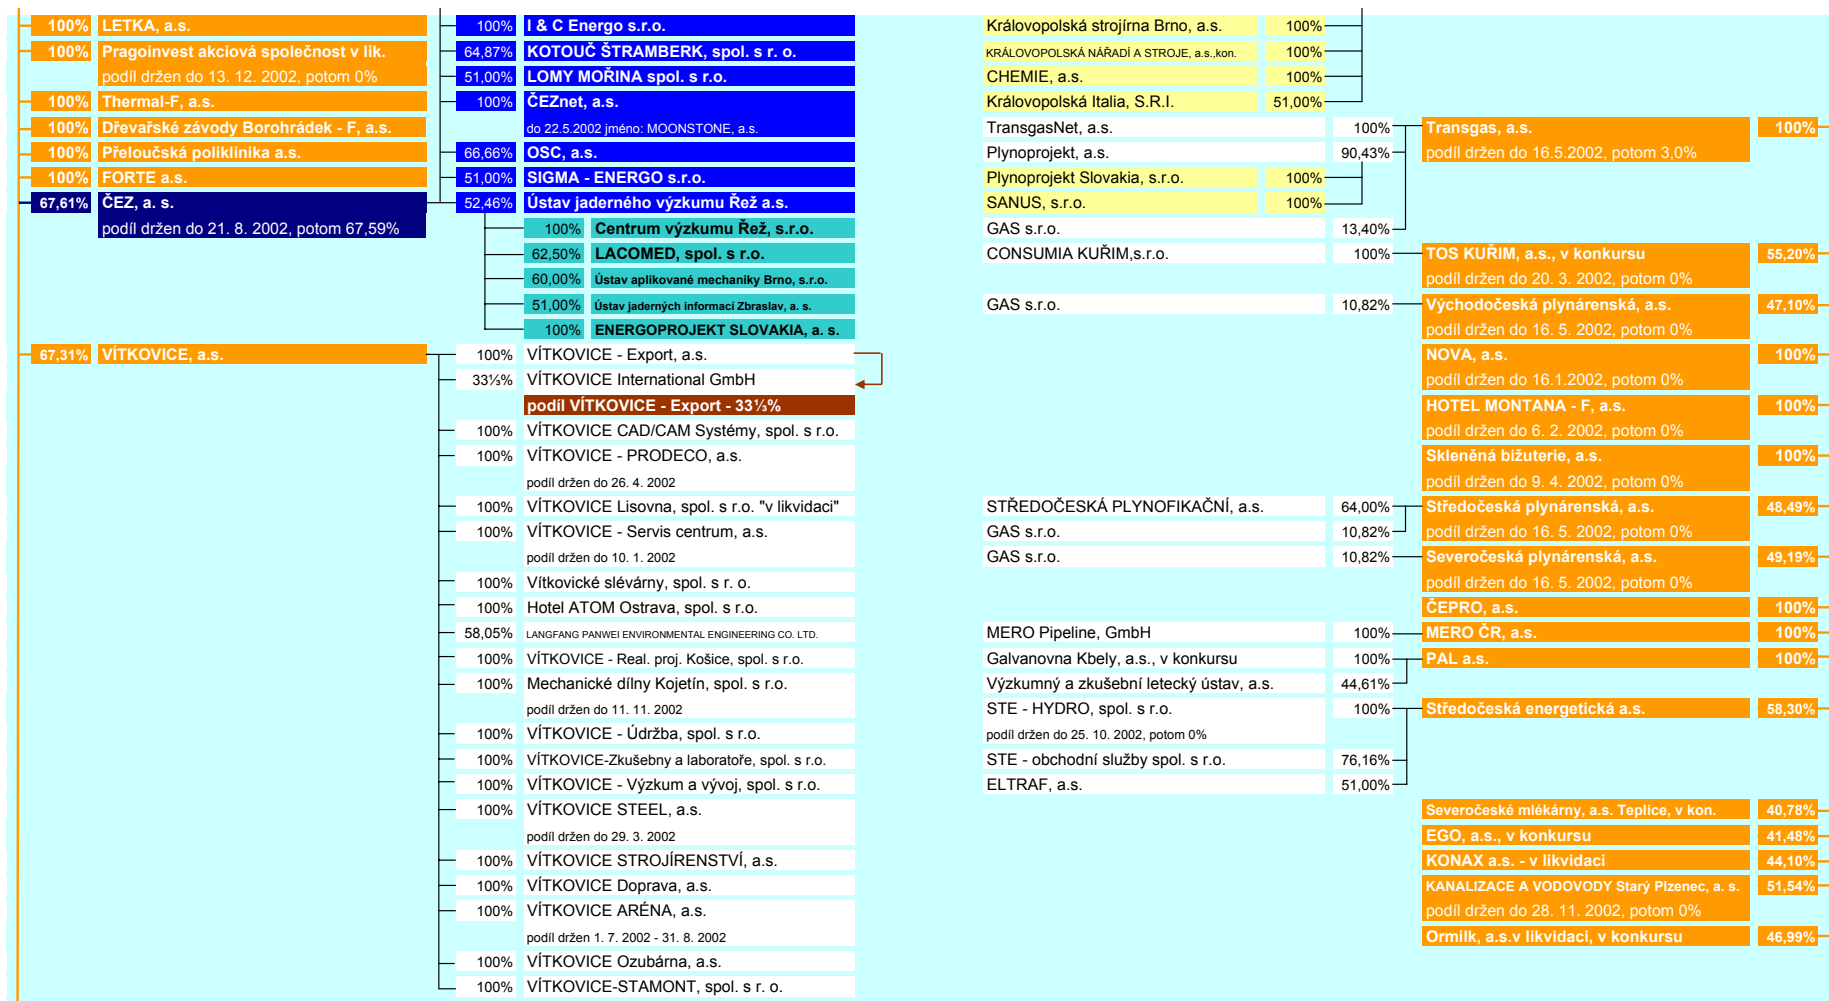 100% LETKA, a.s.
100% Pragoinvest akciová společnost v lik.
podíl držen do 13. 12. 2002, potom 0%
100% Thermal-F, a.s.
100% Dřevařské závody Borohrádek - F, a.s.
100% Přeloučská poliklinika a.s.
100% FORTE a.s.
67,61% ČEZ, a. s.
podíl držen do 21. 8. 2002, potom 67,59%
67,31% VÍTKOVICE, a.s.
100% I & C Energo s.r.o.
64,87% KOTOUČ ŠTRAMBERK, spol. s r. o.
51,00% LOMY MOŘINA spol. s r.o.
100% ČEZnet, a.s.
do 22.5.2002 jméno: MOONSTONE, a.s.
66,66% OSC, a.s.
51,00% SIGMA - ENERGO s.r.o.
52,46% Ústav jaderného výzkumu Řež a.s.
100% Centrum výzkumu Řež, s.r.o.
62,50% LACOMED, spol. s r.o.
60,00% Ústav aplikované mechaniky Brno, s.r.o.
51,00% Ústav jaderných informací Zbraslav, a. s.
100% ENERGOPROJEKT SLOVAKIA, a. s.
100% VÍTKOVICE - Export, a.s.
33⅓% VÍTKOVICE International GmbH
podíl VÍTKOVICE - Export - 33⅓%
100% VÍTKOVICE CAD/CAM Systémy, spol. s r.o.
100% VÍTKOVICE - PRODECO, a.s.
podíl držen do 26. 4. 2002
100% VÍTKOVICE Lisovna, spol. s r.o. "v likvidaci"
100% VÍTKOVICE - Servis centrum, a.s.
podíl držen do 10. 1. 2002
100% Vítkovické slévárny, spol. s r. o.
100% Hotel ATOM Ostrava, spol. s r.o.
58,05% LANGFANG PANWEI ENVIRONMENTAL ENGINEERING CO. LTD.
100% VÍTKOVICE - Real. proj. Košice, spol. s r.o.
100% Mechanické dílny Kojetín, spol. s r.o.
podíl držen do 11. 11. 2002
100% VÍTKOVICE - Údržba, spol. s r.o.
100% VÍTKOVICE-Zkušebny a laboratoře, spol. s r.o.
100% VÍTKOVICE - Výzkum a vývoj, spol. s r.o.
100% VÍTKOVICE STEEL, a.s.
podíl držen do 29. 3. 2002
100% VÍTKOVICE STROJÍRENSTVÍ, a.s.
100% VÍTKOVICE Doprava, a.s.
100% VÍTKOVICE ARÉNA, a.s.
podíl držen 1. 7. 2002 - 31. 8. 2002
100% VÍTKOVICE Ozubárna, a.s.
100% VÍTKOVICE-STAMONT, spol. s r. o.
Královopolská strojírna Brno, a.s. 100%
KRÁLOVOPOLSKÁ NÁŘADÍ A STROJE, a.s.,kon. 100%
CHEMIE, a.s. 100%
Královopolská Italia, S.R.I. 51,00%
TransgasNet, a.s. 100%
Plynoprojekt, a.s. 90,43%
Plynoprojekt Slovakia, s.r.o. 100%
SANUS, s.r.o. 100%
GAS s.r.o. 13,40%
CONSUMIA KUŘIM,s.r.o. 100%
GAS s.r.o. 10,82%
STŘEDOČESKÁ PLYNOFIKAČNÍ, a.s. 64,00%
GAS s.r.o. 10,82%
GAS s.r.o. 10,82%
MERO Pipeline, GmbH 100%
Galvanovna Kbely, a.s., v konkursu 100%
Výzkumný a zkušební letecký ústav, a.s. 44,61%
STE - HYDRO, spol. s r.o. 100%
podíl držen do 25. 10. 2002, potom 0%
STE - obchodní služby spol. s r.o. 76,16%
ELTRAF, a.s. 51,00%
Transgas, a.s. 100%
podíl držen do 16.5.2002, potom 3,0%
TOS KUŘIM, a.s., v konkursu 55,20%
podíl držen do 20. 3. 2002, potom 0%
Východočeská plynárenská, a.s. 47,10%
podíl držen do 16. 5. 2002, potom 0%
NOVA, a.s. 100%
podíl držen do 16.1.2002, potom 0%
HOTEL MONTANA - F, a.s. 100%
podíl držen do 6. 2. 2002, potom 0%
Skleněná bižuterie, a.s. 100%
podíl držen do 9. 4. 2002, potom 0%
Středočeská plynárenská, a.s. 48,49%
podíl držen do 16. 5. 2002, potom 0%
Severočeská plynárenská, a.s. 49,19%
podíl držen do 16. 5. 2002, potom 0%
ČEPRO, a.s. 100%
MERO ČR, a.s. 100%
PAL a.s. 100%
Středočeská energetická a.s. 58,30%
Severočeské mlékárny, a.s. Teplice, v kon. 40,78%
EGO, a.s., v konkursu 41,48%
KONAX a.s. - v likvidaci 44,10%
KANALIZACE A VODOVODY Starý Plzenec, a. s. 51,54%
podíl držen do 28. 11. 2002, potom 0%
Ormilk, a.s.v likvidaci, v konkursu 46,99%